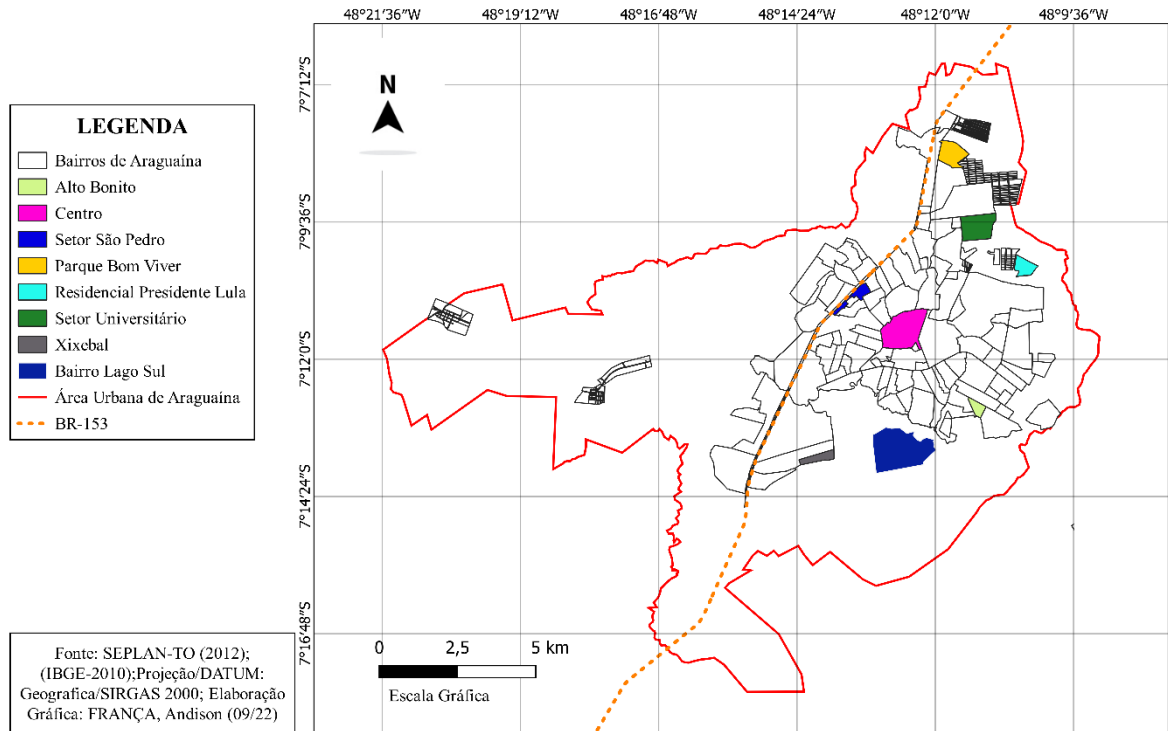 48°21′36″W
48°19′12″W
48°16′48″W
48°14′24″W
48°12′0″W
48°9′36″W
7°7′12″S
7°9′36″S
7°12′0″S
7°14′24″S
7°16′48″S
N
LEGENDA
Bairros de Araguaína
Alto Bonito
Centro
Setor São Pedro
Parque Bom Viver
Residencial Presidente Lula
Setor Universitário
Xixebal
Bairro Lago Sul
Área Urbana de Araguaína
BR-153
0 2,5 5 km
Escala Gráfica
Fonte: SEPLAN-TO (2012);
(IBGE-2010);Projeção/DATUM:
Geografica/SIRGAS 2000; Elaboração
Gráfica: FRANÇA, Andison (09/22)